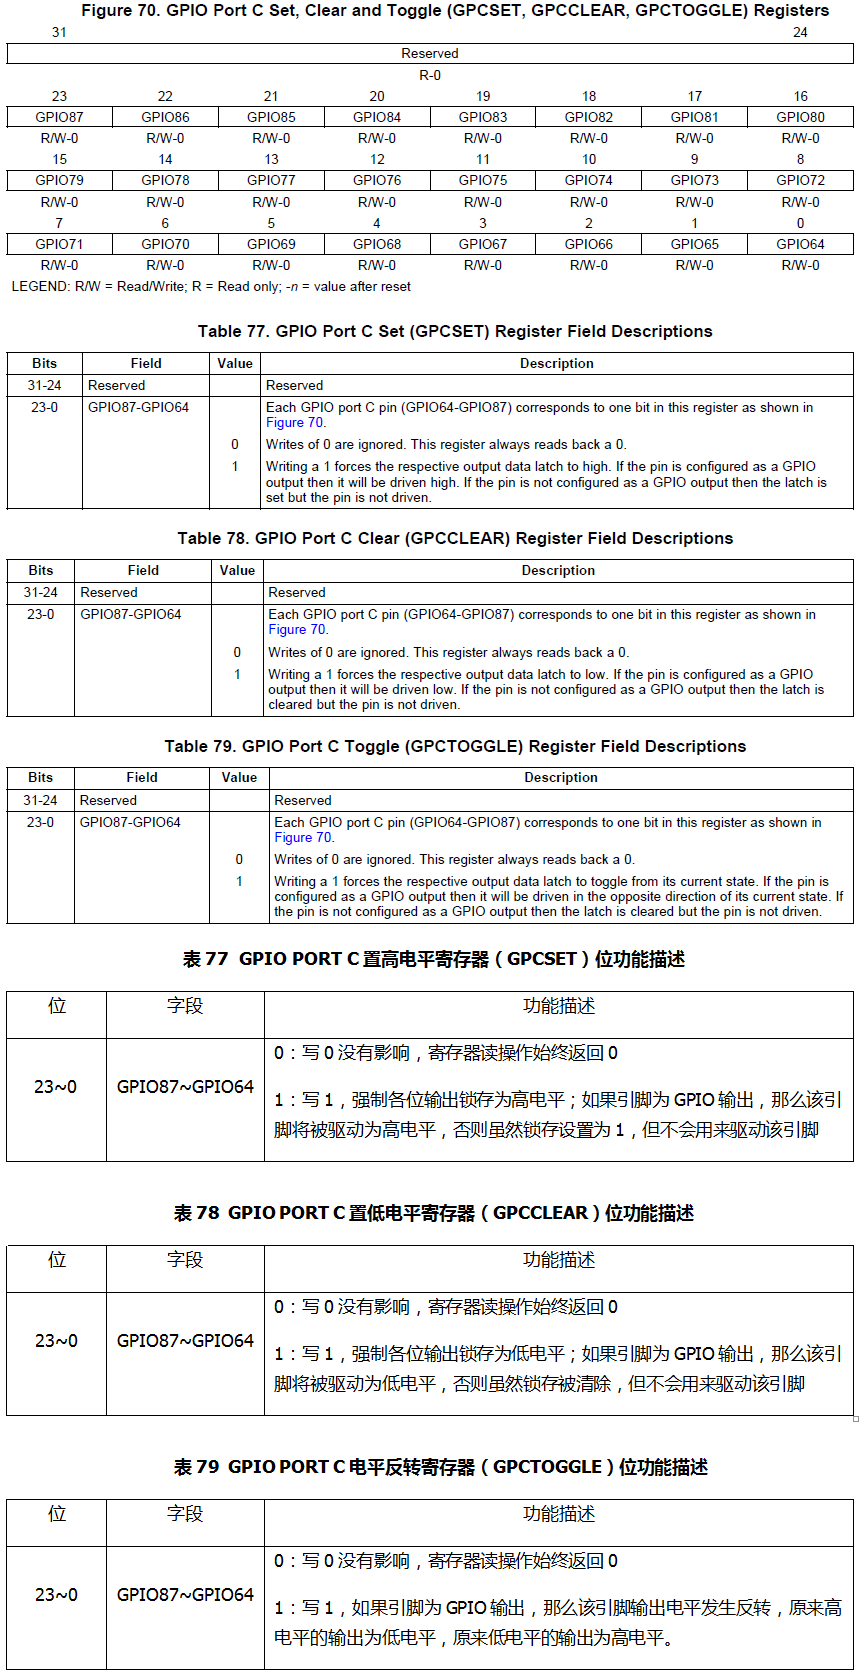 Figure 70. GPIO Port C Set, Clear and Toggle (GPCSET, GPCCLEAR, GPCTOGGLE) Registers
31 24
Reserved
R-0
23 22 21 20 19 18 17 16
GPIO87 GPIO86 GPIO85 GPIO84 GPIO83 GPIO82 GPIO81 GPIO80
R/W-0 R/W-0 R/W-0 R/W-0 R/W-0 R/W-0 R/W-0 R/W-0
15 14 13 12 11 10 9 8
GPIO79 GPIO78 GPIO77 GPIO76 GPIO75 GPIO74 GPIO73 GPIO72
R/W-0 R/W-0 R/W-0 R/W-0 R/W-0 R/W-0 R/W-0 R/W-0
7 6 5 4 3 2 1 0
GPIO71 GPIO70 GPIO69 GPIO68 GPIO67 GPIO66 GPIO65 GPIO64
R/W-0 R/W-0 R/W-0 R/W-0 R/W-0 R/W-0 R/W-0 R/W-0
LEGEND: R/W = Read/Write; R = Read only; -n = value after reset
Table 77. GPIO Port C Set (GPCSET) Register Field Descriptions
Bits Field Value Description
31-24 Reserved Reserved
23-0 GPIO87-GPIO64 Each GPIO port C pin (GPIO64-GPIO87) corresponds to one bit in this register as shown in
Figure 70.
0 Writes of 0 are ignored. This register always reads back a 0.
1 Writing a 1 forces the respective output data latch to high. If the pin is configured as a GPIO
output then it will be driven high. If the pin is not configured as a GPIO output then the latch is
set but the pin is not driven.
Table 78. GPIO Port C Clear (GPCCLEAR) Register Field Descriptions
Bits Field Value Description
31-24 Reserved Reserved
23-0 GPIO87-GPIO64 Each GPIO port C pin (GPIO64-GPIO87) corresponds to one bit in this register as shown in
Figure 70.
0 Writes of 0 are ignored. This register always reads back a 0.
1 Writing a 1 forces the respective output data latch to low. If the pin is configured as a GPIO
output then it will be driven low. If the pin is not configured as a GPIO output then the latch is
cleared but the pin is not driven.
Table 79. GPIO Port C Toggle (GPCTOGGLE) Register Field Descriptions
Bits Field Value Description
31-24 Reserved Reserved
23-0 GPIO87-GPIO64 Each GPIO port C pin (GPIO64-GPIO87) corresponds to one bit in this register as shown in
Figure 70.
0 Writes of 0 are ignored. This register always reads back a 0.
1 Writing a 1 forces the respective output data latch to toggle from its current state. If the pin is
configured as a GPIO output then it will be driven in the opposite direction of its current state. If
the pin is not configured as a GPIO output then the latch is cleared but the pin is not driven.
表 77 GPIO PORT C 置高电平寄存器（GPCSET）位功能描述
位 字段 功能描述
0：写 0 没有影响，寄存器读操作始终返回 0
23~0 GPIO87~GPIO64
1：写 1，强制各位输出锁存为高电平；如果引脚为 GPIO 输出，那么该引
脚将被驱动为高电平，否则虽然锁存设置为 1，但不会用来驱动该引脚
表 78 GPIO PORT C 置低电平寄存器（GPCCLEAR）位功能描述
位 字段 功能描述
0：写 0 没有影响，寄存器读操作始终返回 0
23~0 GPIO87~GPIO64
1：写 1，强制各位输出锁存为低电平；如果引脚为 GPIO 输出，那么该引
脚将被驱动为低电平，否则虽然锁存被清除，但不会用来驱动该引脚
表 79 GPIO PORT C 电平反转寄存器（GPCTOGGLE）位功能描述
位 字段 功能描述
0：写 0 没有影响，寄存器读操作始终返回 0
23~0 GPIO87~GPIO64
1：写 1，如果引脚为 GPIO 输出，那么该引脚输出电平发生反转，原来高
电平的输出为低电平，原来低电平的输出为高电平。